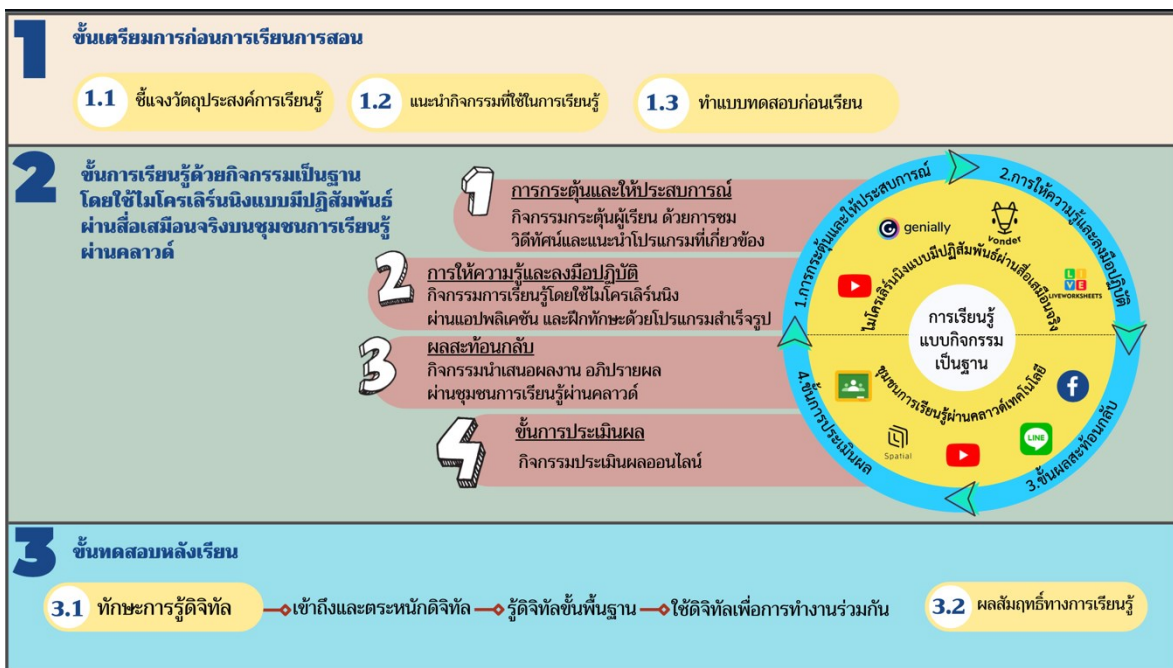 1
ขั้นเตรียมการก่อนการเรียนการสอน
1.1 ชี้แจงวัตถุประสงค์การเรียนรู้
1.2 แนะนำกิจกรรมที่ใช้ในการเรียนรู้
1.3 ทำแบบทดสอบก่อนเรียน
2
ขั้นการเรียนรู้ด้วยกิจกรรมเป็นฐาน
โดยใช้ไมโครเลิร์นนิงแบบมีปฏิสัมพันธ์
ผ่านสื่อเสมือนจริงบนชุมชนการเรียนรู้
ผ่านคลาวด์
1
การกระตุ้นและให้ประสบการณ์
กิจกรรมกระตุ้นผู้เรียน ด้วยการชม
วิดีทัศน์และแนะนำโปรแกรมที่เกี่ยวข้อง
2
การให้ความรู้และลงมือปฏิบัติ
กิจกรรมการเรียนรู้โดยใช้ไมโครเลิร์นนิง
ผ่านแอปพลิเคชัน และฝึกทักษะด้วยโปรแกรมสำเร็จรูป
3
ผลสะท้อนกลับ
กิจกรรมนำเสนอผลงาน อภิปรายผล
ผ่านชุมชนการเรียนรู้ผ่านคลาวด์
4
ขั้นการประเมินผล
กิจกรรมประเมินผลออนไลน์
1.การกระตุ้นและให้ประสบการณ์
2.การให้ความรู้และลงมือปฏิบัติ
3.ขั้นผลสะท้อนกลับ
4.ขั้นการประเมินผล
genially
Vonder
LIVE
LIVEWORKSHEETS
ไมโครเลิร์นนิงแบบมีปฏิสัมพันธ์ผ่านสื่อเสมือนจริง
การเรียนรู้
แบบกิจกรรม
เป็นฐาน
ชุมชนการเรียนรู้ผ่านคลาวด์เทคโนโลยี
Spatial
LINE
f
3
ขั้นทดสอบหลังเรียน
3.1 ทักษะการรู้ดิจิทัล
เข้าถึงและตระหนักดิจิทัล
รู้ดิจิทัลขั้นพื้นฐาน
ใช้ดิจิทัลเพื่อการทำงานร่วมกัน
3.2 ผลสัมฤทธิ์ทางการเรียนรู้